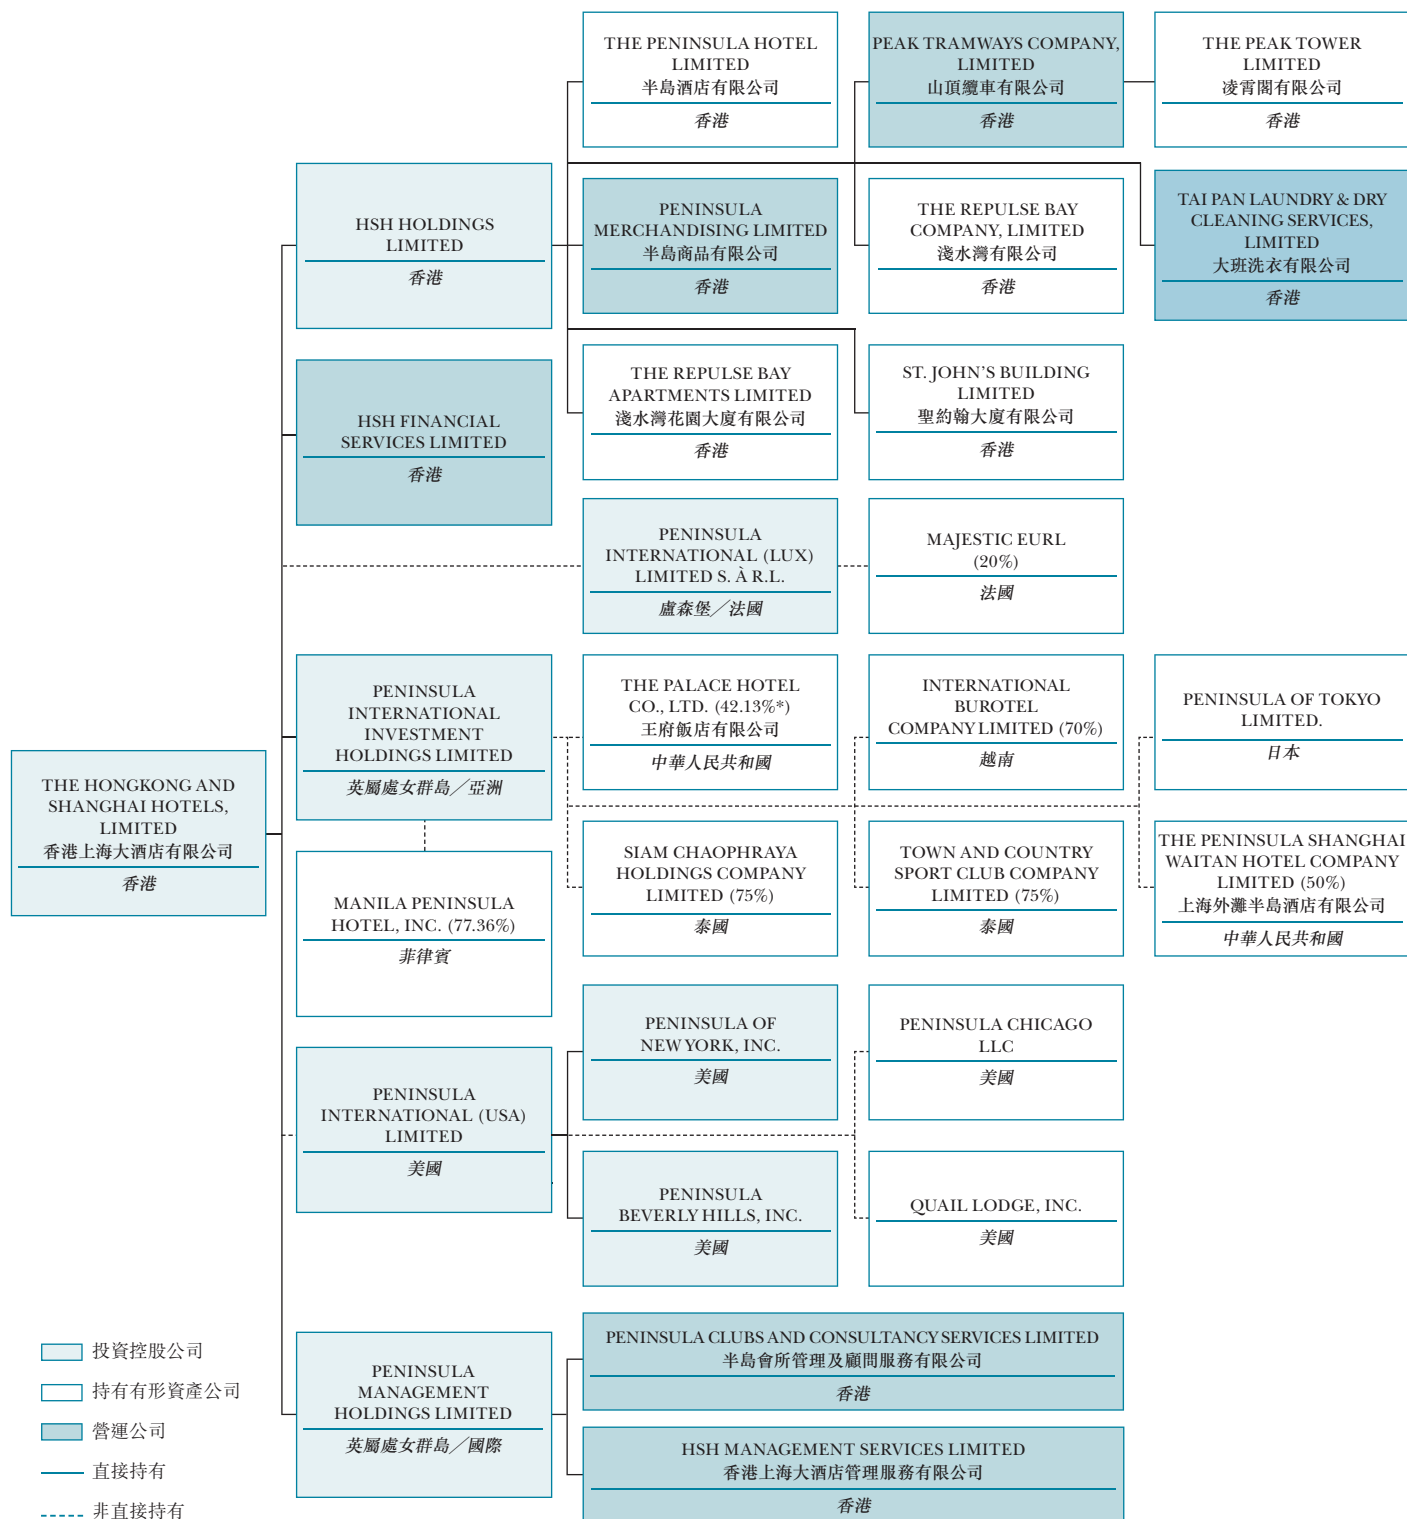 THE PENINSULA HOTEL
LIMITED
半島酒店有限公司
香港
PEAK TRAMWAYS COMPANY,
LIMITED
山頂纜車有限公司
香港
THE PEAK TOWER
LIMITED
凌霄閣有限公司
香港
HSH HOLDINGS
LIMITED
香港
PENINSULA
MERCHANDISING LIMITED
半島商品有限公司
香港
THE REPULSE BAY
COMPANY, LIMITED
淺水灣有限公司
香港
TAI PAN LAUNDRY & DRY
CLEANING SERVICES,
LIMITED
大班洗衣有限公司
香港
THE REPULSE BAY
APARTMENTS LIMITED
淺水灣花園大廈有限公司
香港
ST. JOHN'S BUILDING
LIMITED
聖約翰大廈有限公司
香港
HSH FINANCIAL
SERVICES LIMITED
香港
PENINSULA
INTERNATIONAL (LUX)
LIMITED S. À R.L.
盧森堡／法國
MAJESTIC EURL
(20%)
法國
PENINSULA
INTERNATIONAL
INVESTMENT
HOLDINGS LIMITED
英屬處女群島／亞洲
THE PALACE HOTEL
CO., LTD. (42.13%*)
王府飯店有限公司
中華人民共和國
INTERNATIONAL
BUROTEL
COMPANY LIMITED (70%)
越南
PENINSULA OF TOKYO
LIMITED.
日本
THE HONGKONG AND
SHANGHAI HOTELS,
LIMITED
香港上海大酒店有限公司
香港
MANILA PENINSULA
HOTEL, INC. (77.36%)
菲律賓
SIAM CHAOPHRAYA
HOLDINGS COMPANY
LIMITED (75%)
泰國
TOWN AND COUNTRY
SPORT CLUB COMPANY
LIMITED (75%)
泰國
THE PENINSULA SHANGHAI
WAITAN HOTEL COMPANY
LIMITED (50%)
上海外灘半島酒店有限公司
中華人民共和國
PENINSULA OF
NEW YORK, INC.
美國
PENINSULA CHICAGO
LLC
美國
PENINSULA
INTERNATIONAL (USA)
LIMITED
美國
PENINSULA
BEVERLY HILLS, INC.
美國
QUAIL LODGE, INC.
美國
PENINSULA
MANAGEMENT
HOLDINGS LIMITED
英屬處女群島／國際
PENINSULA CLUBS AND CONSULTANCY SERVICES LIMITED
半島會所管理及顧問服務有限公司
香港
HSH MANAGEMENT SERVICES LIMITED
香港上海大酒店管理服務有限公司
香港
投資控股公司
持有有形資產公司
營運公司
直接持有
非直接持有